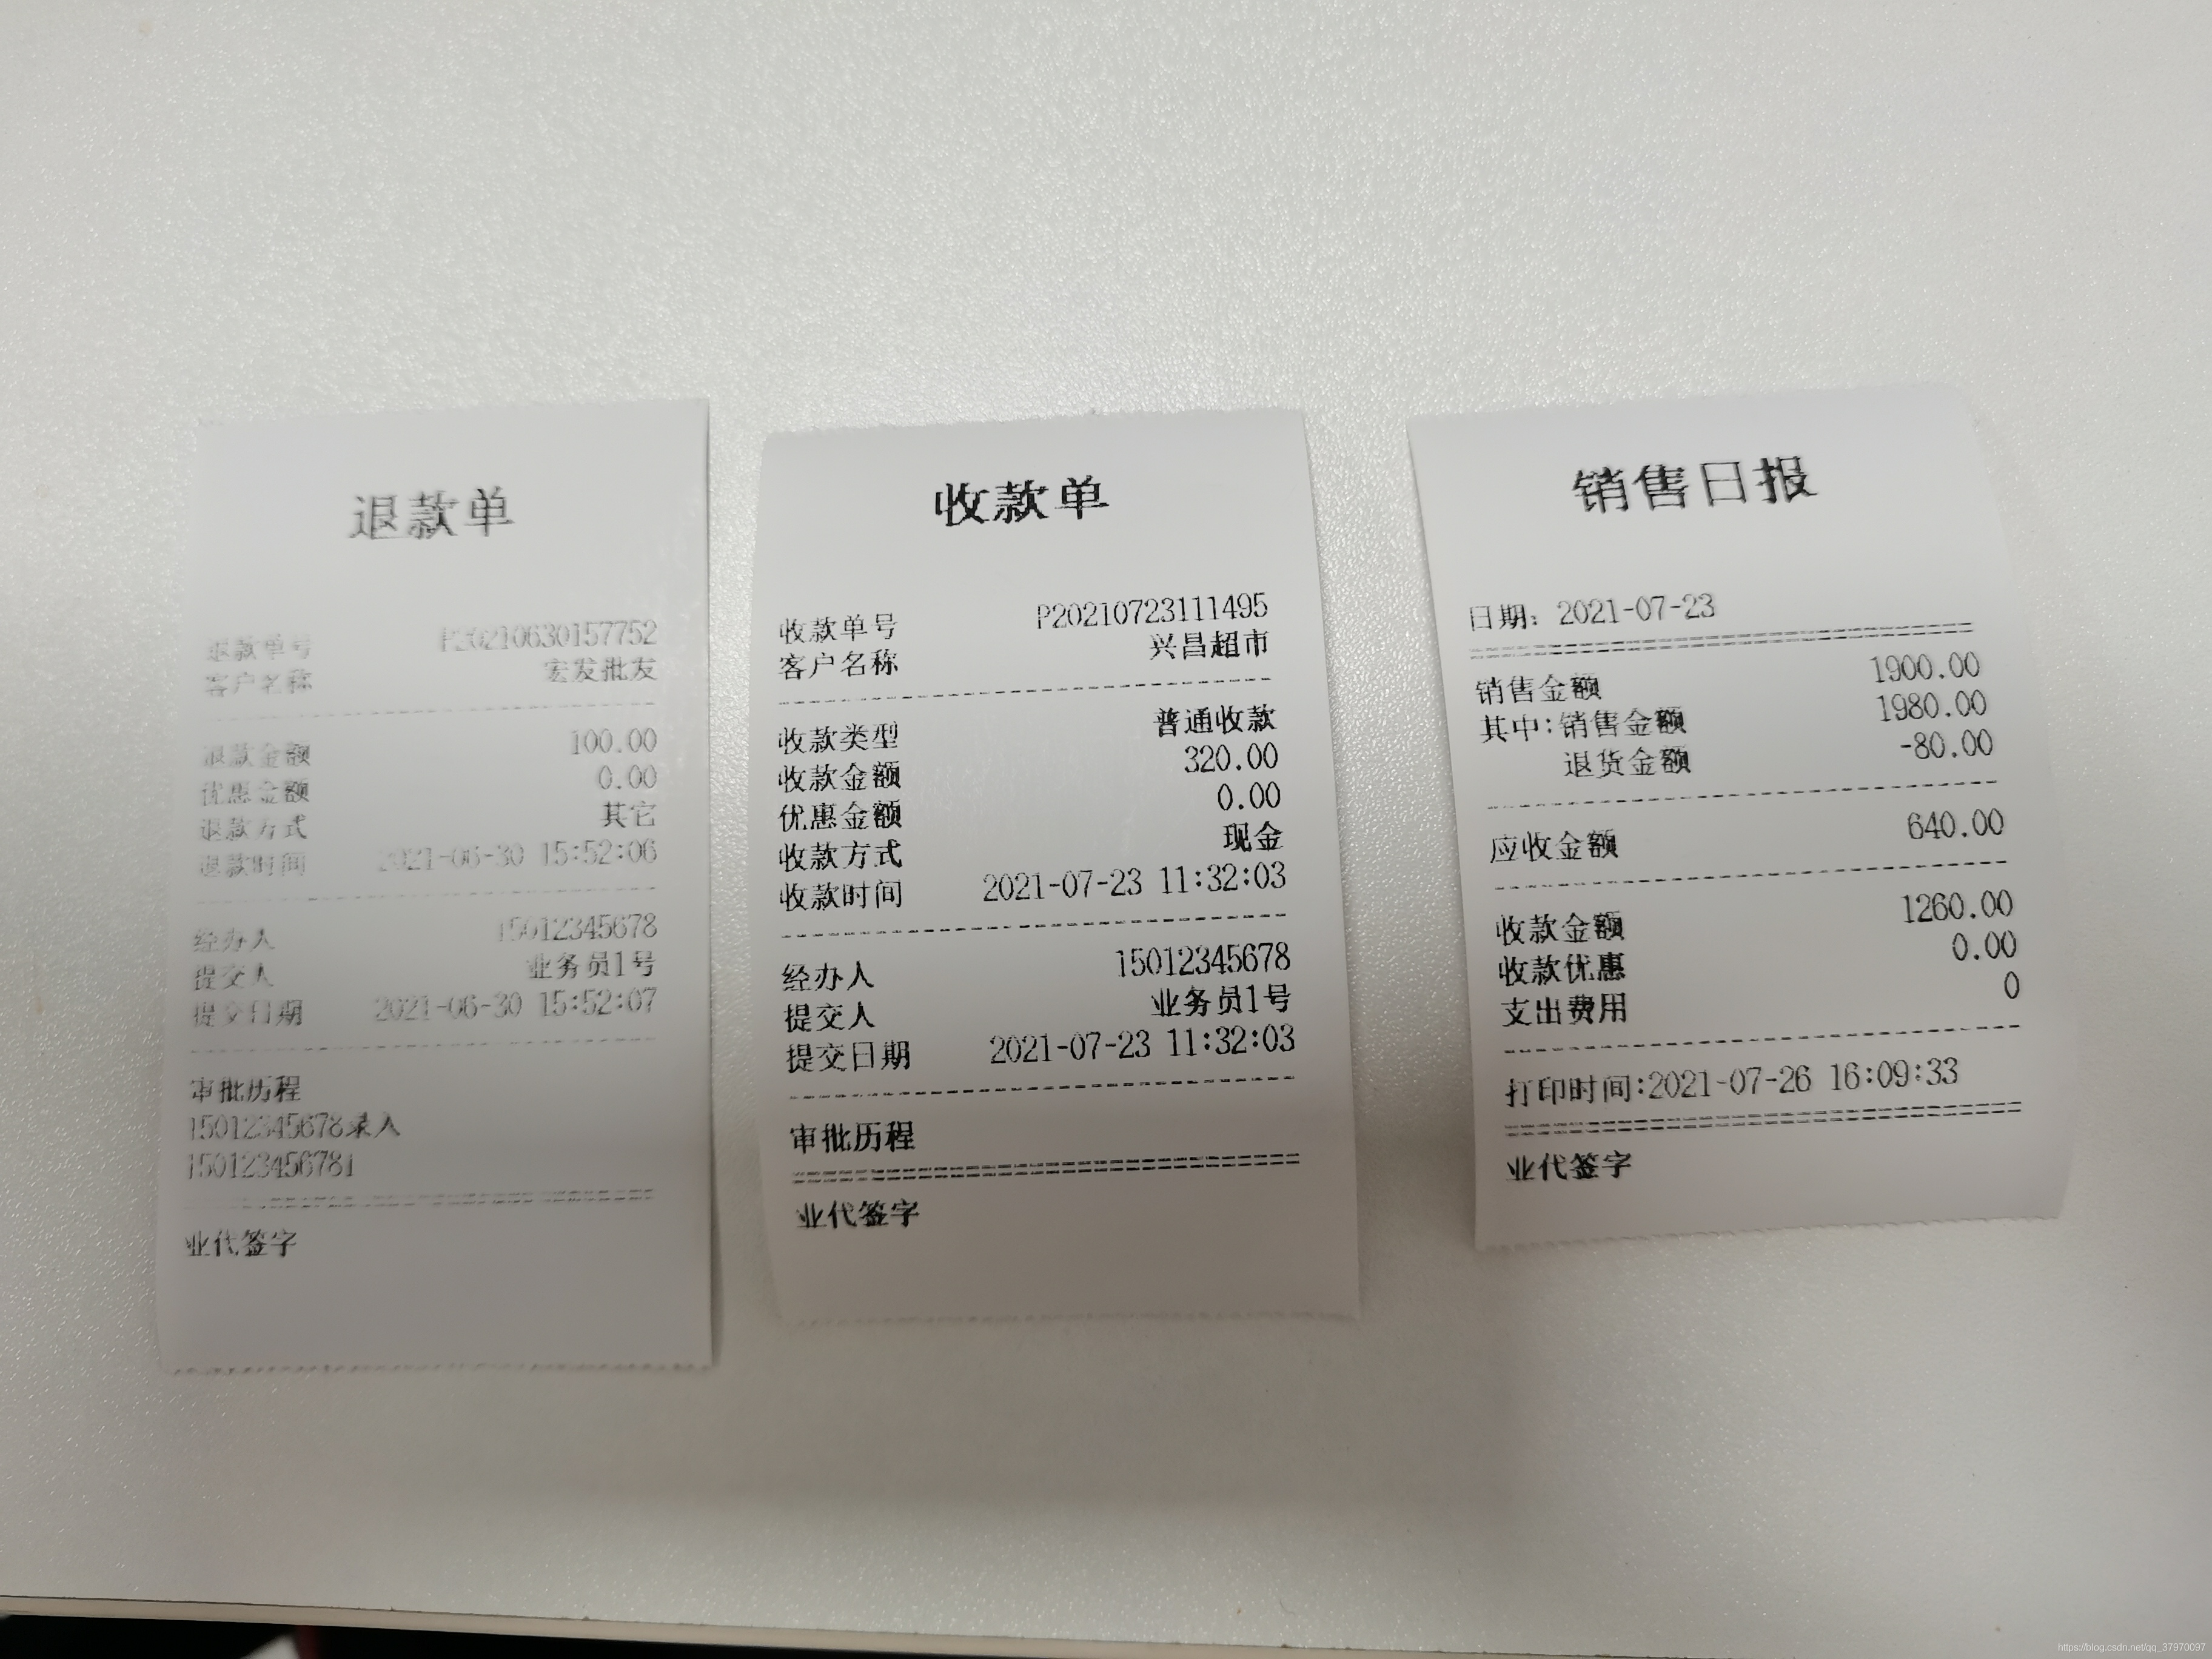 退款单
退款单号 P20210630157752
客户名称 宏发批发
退款金额 100.00
优惠金额 0.00
退款方式 其它
退款时间 2021-06-30 15:52:06
经办人 15012345678
提交人 业务员1号
提交日期 2021-06-30 15:52:07
审批历程
15012345678录入
150123456781
业代签字
收款单
收款单号 P20210723111495
客户名称 兴昌超市
收款类型 普通收款
收款金额 320.00
优惠金额 0.00
收款方式 现金
收款时间 2021-07-23 11:32:03
经办人 15012345678
提交人 业务员1号
提交日期 2021-07-23 11:32:03
审批历程
业代签字
销售日报
日期: 2021-07-23
销售金额 1900.00
其中:销售金额 1980.00
退货金额 -80.00
应收金额 640.00
收款金额 1260.00
收款优惠 0.00
支出费用 0
打印时间:2021-07-26 16:09:33
业代签字
https://blog.csdn.net/qq_37970097